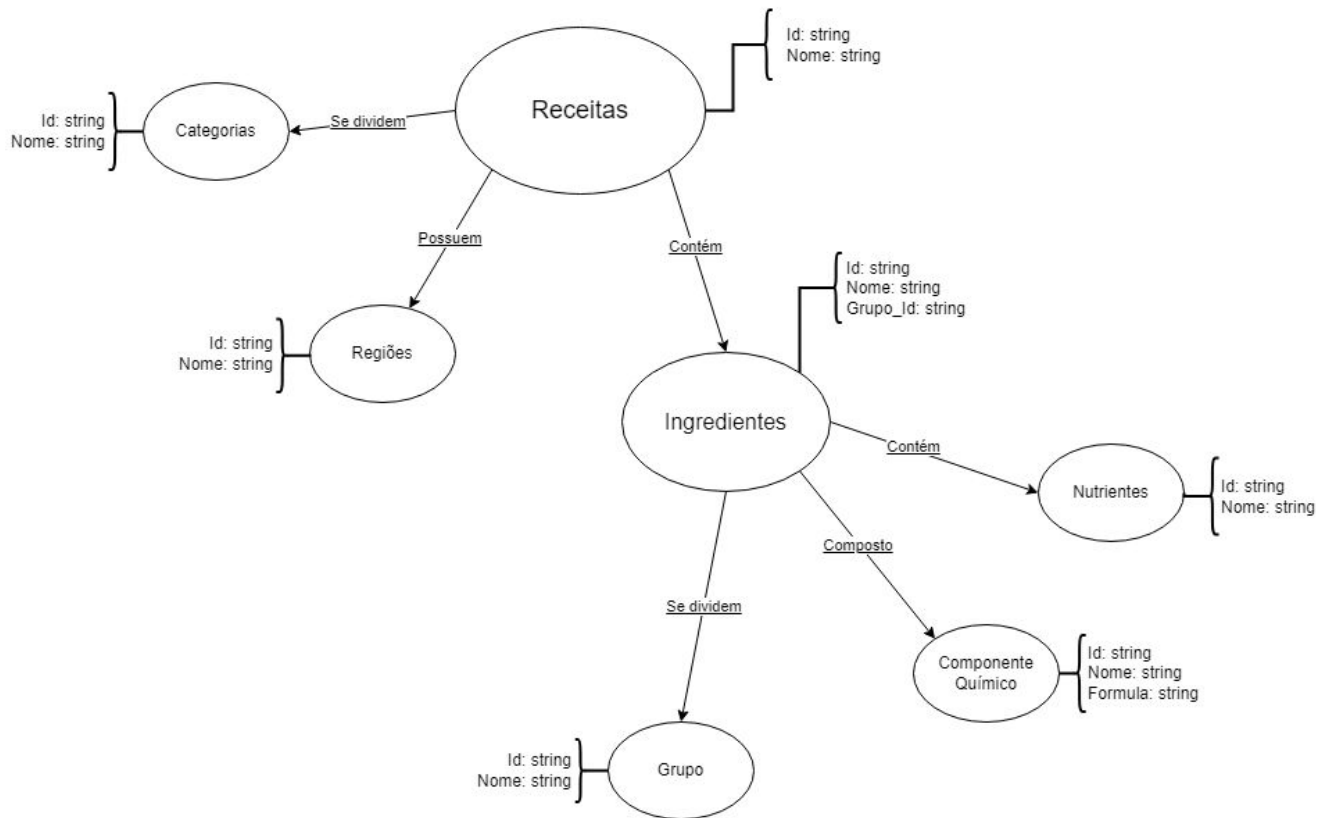 Id: string
Nome: string
Receitas
Id: string
Nome: string
Categorias
Se dividem
Possuem
Contém
Id: string
Nome: string
Grupo_Id: string
Id: string
Nome: string
Regiões
Ingredientes
Contém
Nutrientes
Id: string
Nome: string
Composto
Se dividem
Componente
Químico
Id: string
Nome: string
Formula: string
Id: string
Nome: string
Grupo